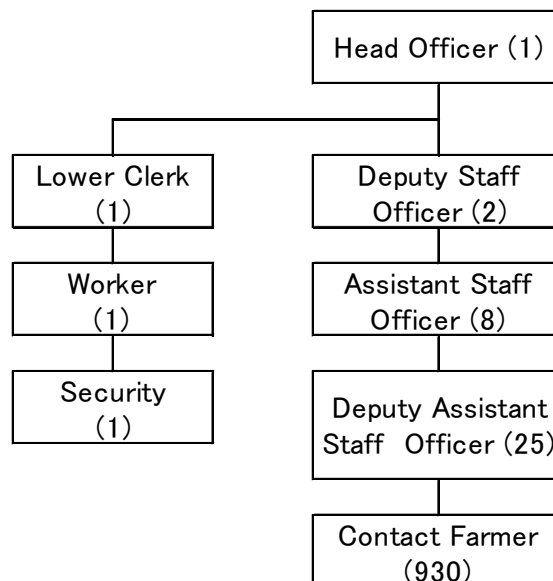 Head Officer (1)
Lower Clerk
(1)
Deputy Staff
Officer (2)
Worker
(1)
Assistant Staff
Officer (8)
Security
(1)
Deputy Assistant
Staff Officer (25)
Contact Farmer
(930)